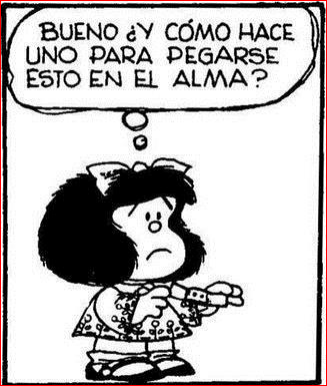 BUENO ¿Y CÓMO HACE
UNO PARA PEGARSE
ESTO EN EL ALMA?